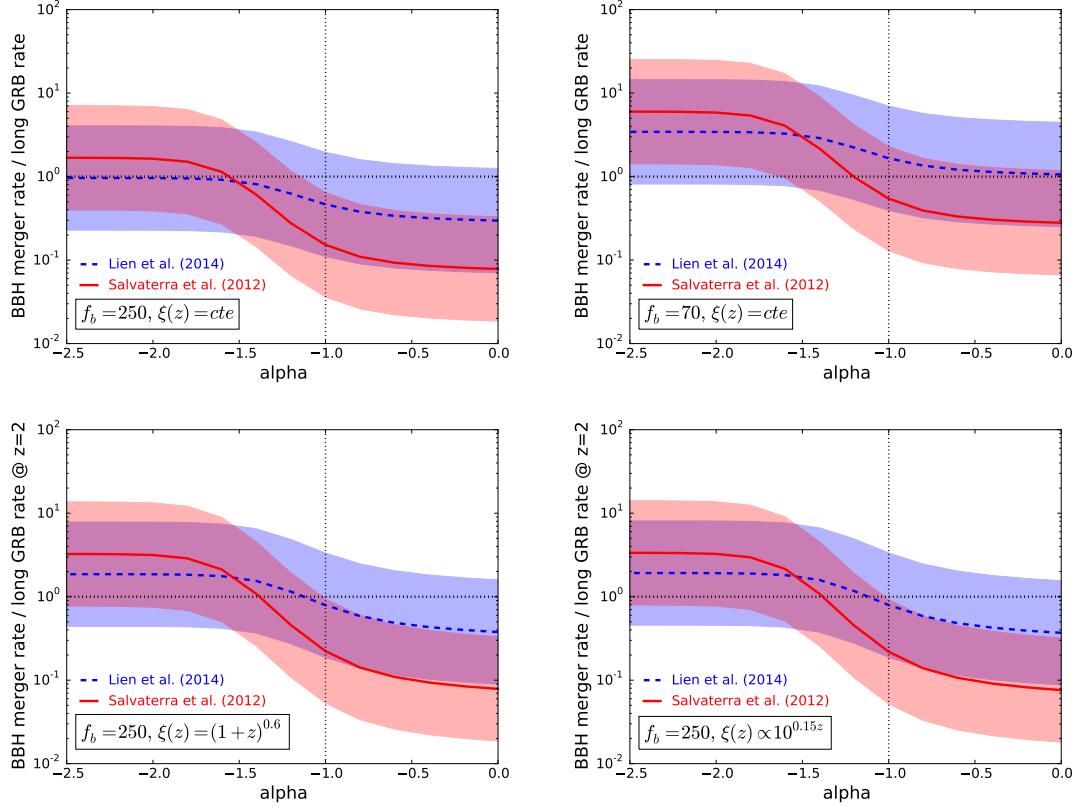 BBH merger rate / long GRB rate
10^2
10^1
10^0
10^-1
10^-2
Lien et al. (2014)
Salvaterra et al. (2012)
f_b =250, ξ(z)=cte
−2.5 −2.0 −1.5 −1.0 −0.5 0.0
alpha
BBH merger rate / long GRB rate
10^2
10^1
10^0
10^-1
10^-2
Lien et al. (2014)
Salvaterra et al. (2012)
f_b =70, ξ(z)=cte
−2.5 −2.0 −1.5 −1.0 −0.5 0.0
alpha
BBH merger rate / long GRB rate @ z=2
10^2
10^1
10^0
10^-1
10^-2
Lien et al. (2014)
Salvaterra et al. (2012)
f_b =250, ξ(z)=(1+z)^0.6
−2.5 −2.0 −1.5 −1.0 −0.5 0.0
alpha
BBH merger rate / long GRB rate @ z=2
10^2
10^1
10^0
10^-1
10^-2
Lien et al. (2014)
Salvaterra et al. (2012)
f_b =250, ξ(z)∝10^0.15z
−2.5 −2.0 −1.5 −1.0 −0.5 0.0
alpha